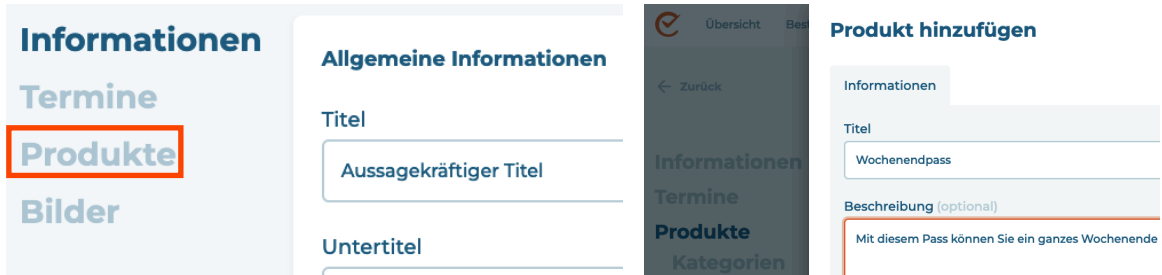 Informationen
Termine
Produkte
Bilder
Allgemeine Informationen
Titel
Aussagekräftiger Titel
Untertitel
Übersicht
Best
Zurück
Informationen
Termine
Produkte
Kategorien
Produkt hinzufügen
Informationen
Titel
Wochenendpass
Beschreibung (optional)
Mit diesem Pass können Sie ein ganzes Wochenende